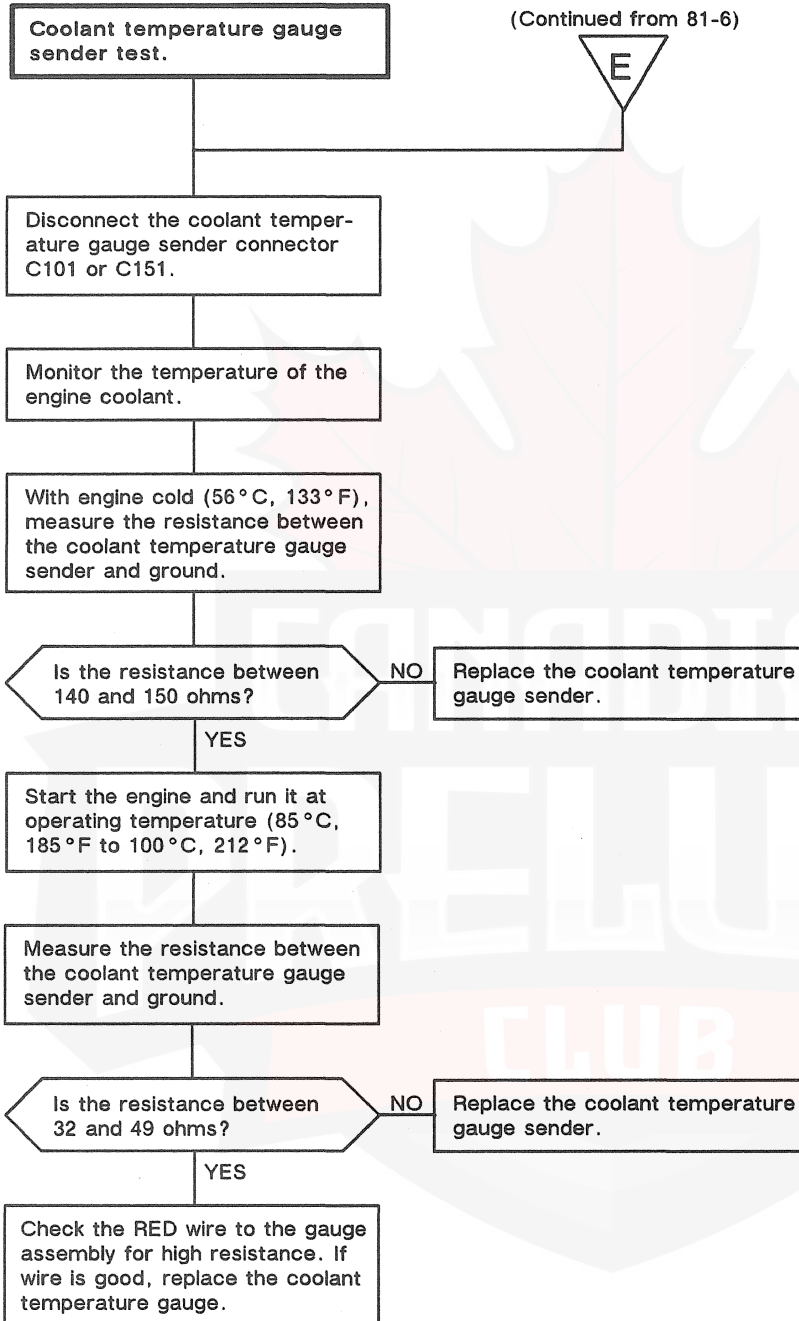 Coolant temperature gauge
sender test.
(Continued from 81-6)
E
Disconnect the coolant temper-
ature gauge sender connector
C101 or C151.
Monitor the temperature of the
engine coolant.
With engine cold (56°C, 133°F),
measure the resistance between
the coolant temperature gauge
sender and ground.
Is the resistance between
140 and 150 ohms?
NO
Replace the coolant temperature
gauge sender.
YES
Start the engine and run it at
operating temperature (85°C,
185°F to 100°C, 212°F).
Measure the resistance between
the coolant temperature gauge
sender and ground.
Is the resistance between
32 and 49 ohms?
NO
Replace the coolant temperature
gauge sender.
YES
Check the RED wire to the gauge
assembly for high resistance. If
wire is good, replace the coolant
temperature gauge.
CLUB